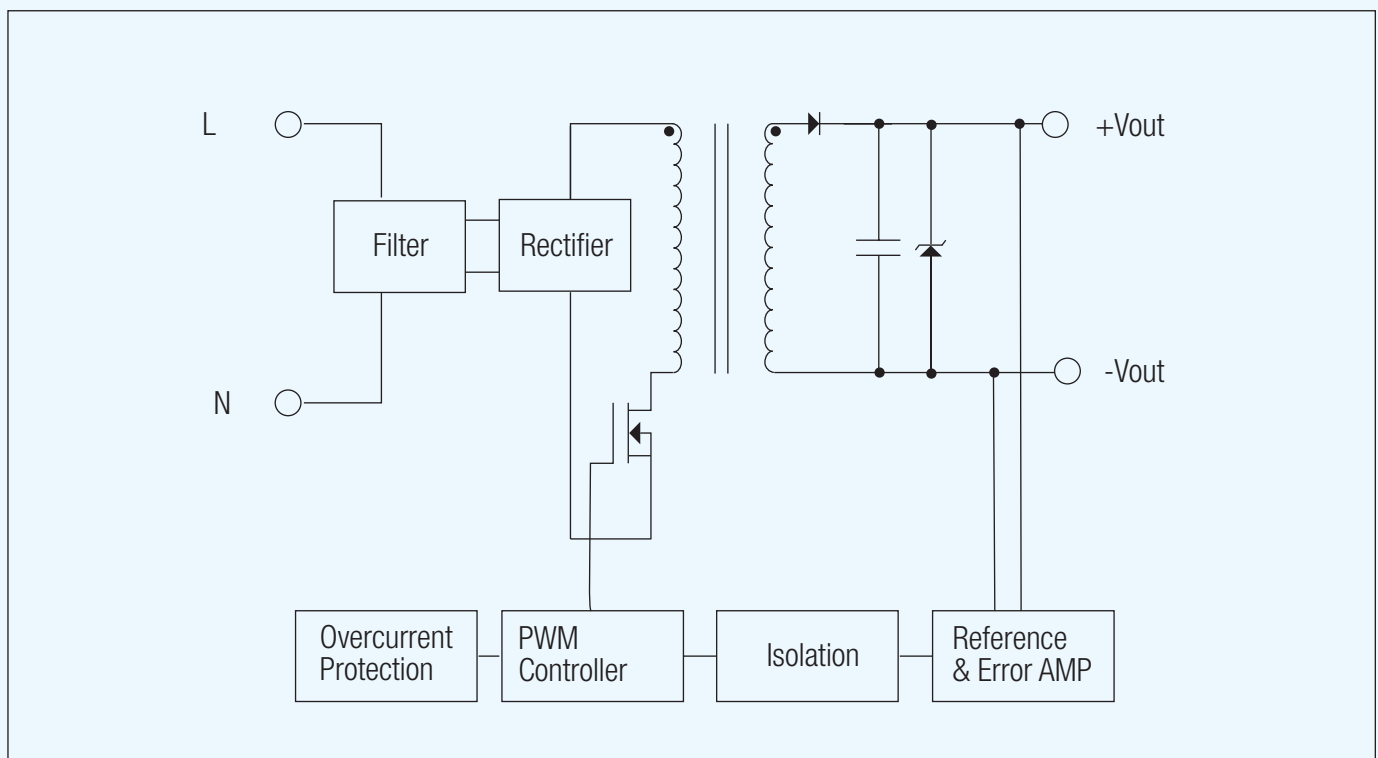 L
+Vout
Filter
Rectifier
-Vout
N
Overcurrent
Protection
PWM
Controller
Isolation
Reference
& Error AMP